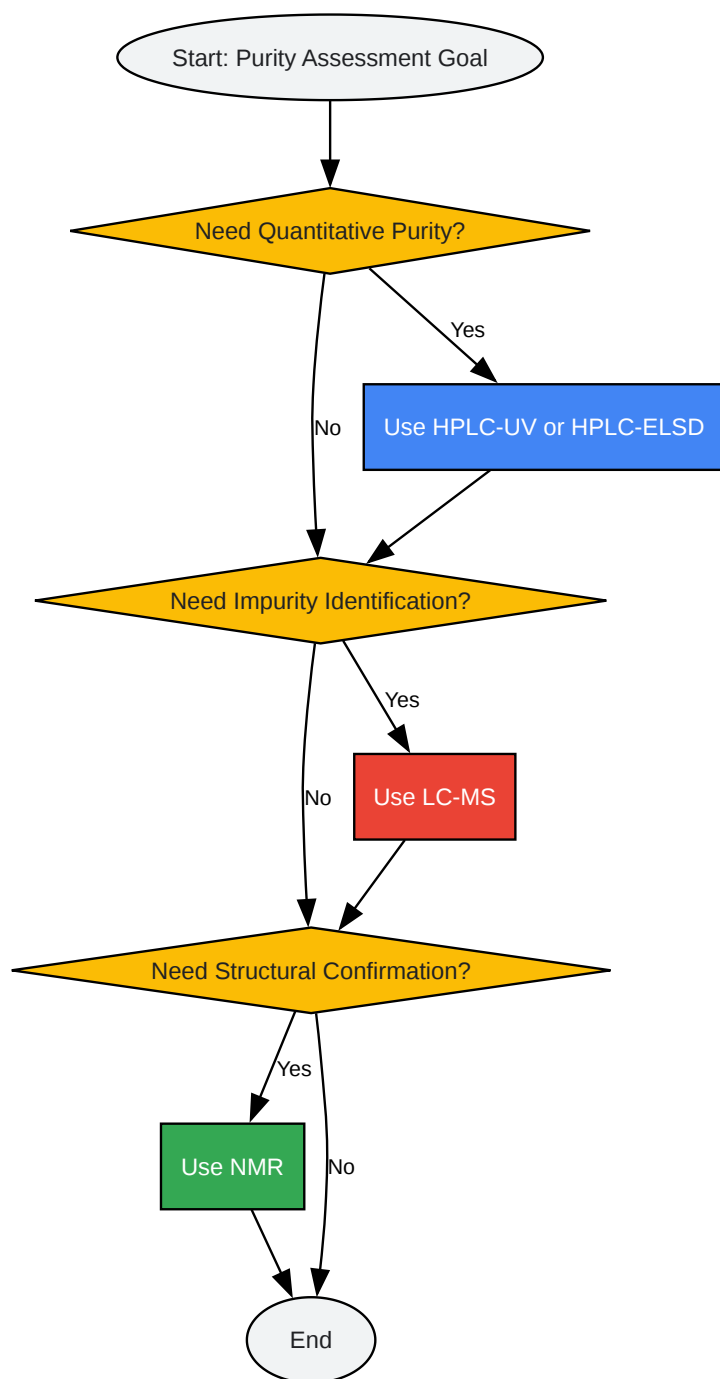 Start: Purity Assessment Goal
Need Quantitative Purity?
Yes
No
Use HPLC-UV or HPLC-ELSD
Need Impurity Identification?
Yes
No
Use LC-MS
Need Structural Confirmation?
Yes
No
Use NMR
End